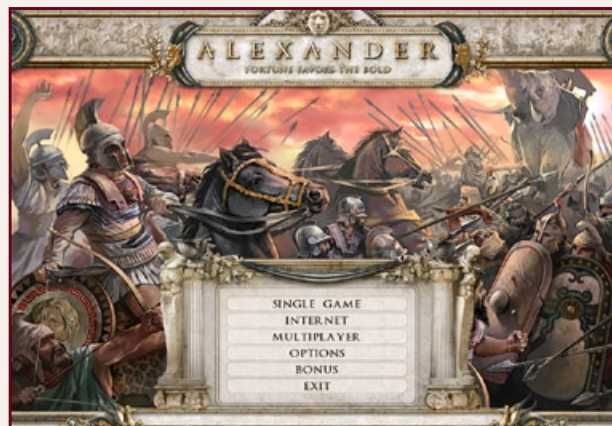 ALEXANDER
FORTUNE FAVORS THE BOLD
SINGLE GAME
INTERNET
MULTIPLAYER
OPTIONS
BONUS
EXIT